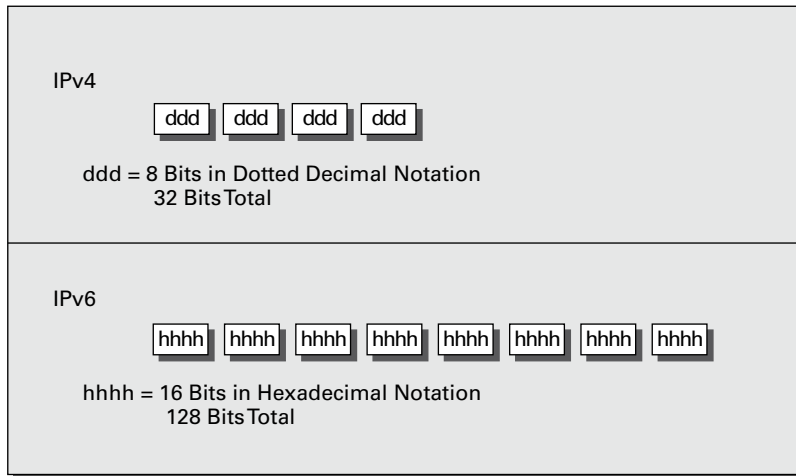 IPv4
ddd ddd ddd ddd
ddd = 8 Bits in Dotted Decimal Notation
32 Bits Total
IPv6
hhhh hhhh hhhh hhhh hhhh hhhh hhhh hhhh
hhhh = 16 Bits in Hexadecimal Notation
128 Bits Total